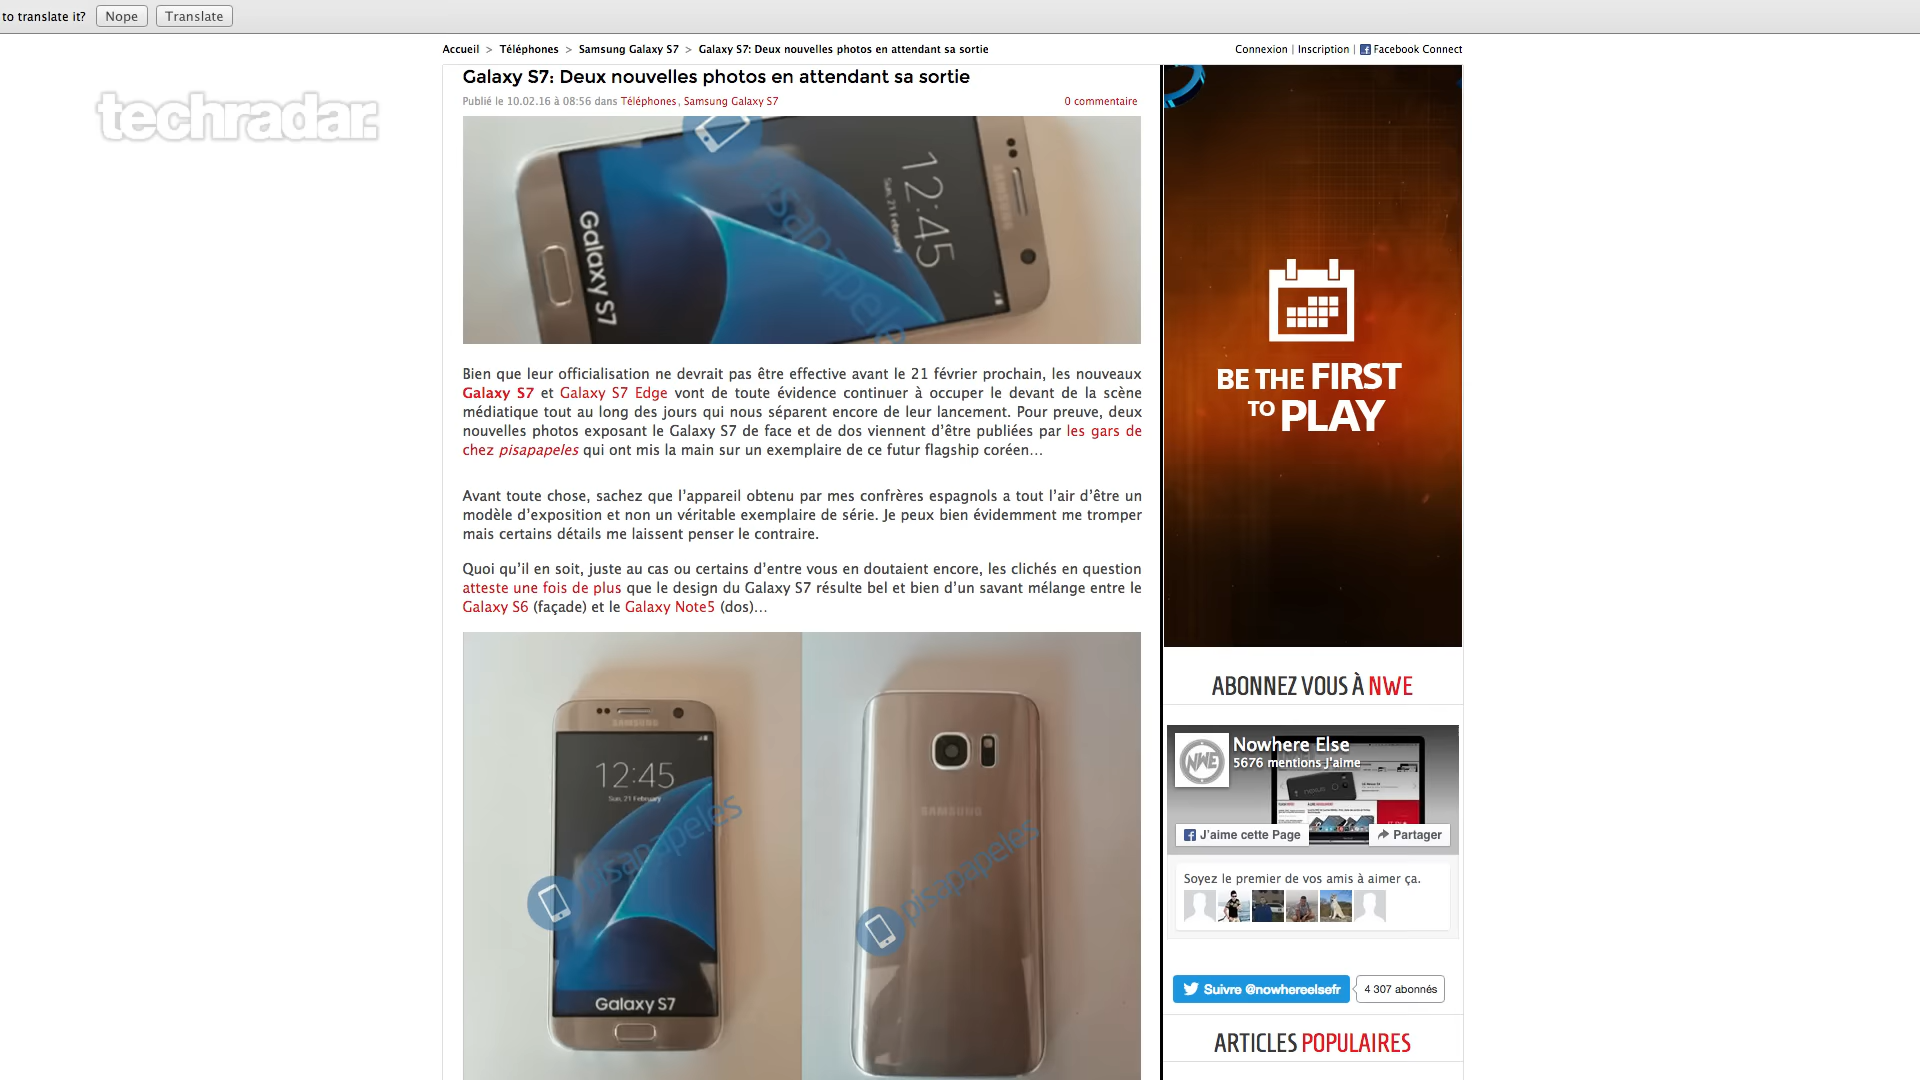 to translate it? Nope Translate
Accueil > Téléphones > Samsung Galaxy S7 > Galaxy S7: Deux nouvelles photos en attendant sa sortie
Connexion | Inscription | Facebook Connect
techradar.
Galaxy S7: Deux nouvelles photos en attendant sa sortie
Publié le 10.02.16 à 08:56 dans Téléphones, Samsung Galaxy S7
0 commentaire
12:45
Sun, 21 February
SAMSUNG
Galaxy S7
pisapapeles
Bien que leur officialisation ne devrait pas être effective avant le 21 février prochain, les nouveaux
Galaxy S7 et Galaxy S7 Edge vont de toute évidence continuer à occuper le devant de la scène
médiatique tout au long des jours qui nous séparent encore de leur lancement. Pour preuve, deux
nouvelles photos exposant le Galaxy S7 de face et de dos viennent d’être publiées par les gars de
chez pisapapeles qui ont mis la main sur un exemplaire de ce futur flagship coréen…
Avant toute chose, sachez que l’appareil obtenu par mes confrères espagnols a tout l’air d’être un
modèle d’exposition et non un véritable exemplaire de série. Je peux bien évidemment me tromper
mais certains détails me laissent penser le contraire.
Quoi qu’il en soit, juste au cas ou certains d’entre vous en doutaient encore, les clichés en question
atteste une fois de plus que le design du Galaxy S7 résulte bel et bien d’un savant mélange entre le
Galaxy S6 (façade) et le Galaxy Note5 (dos)…
SAMSUNG
12:45
Sun, 21 February
pisapapeles
Galaxy S7
SAMSUNG
pisapapeles
BE THE FIRST
TO PLAY
ABONNEZ VOUS À NWE
NWE
Nowhere Else
5676 mentions J’aime
J’aime cette Page
Partager
Soyez le premier de vos amis à aimer ça.
Suivre @nowhereelsefr
4 307 abonnés
ARTICLES POPULAIRES